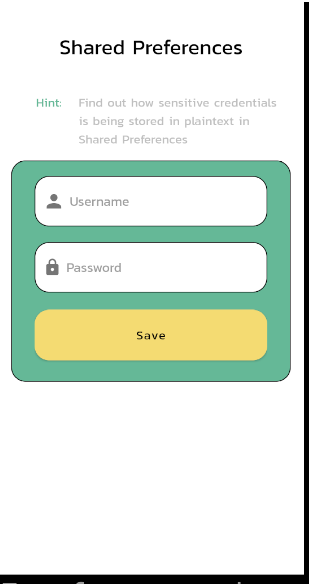 Shared Preferences
Hint: Find out how sensitive credentials
is being stored in plaintext in
Shared Preferences
Username
Password
Save